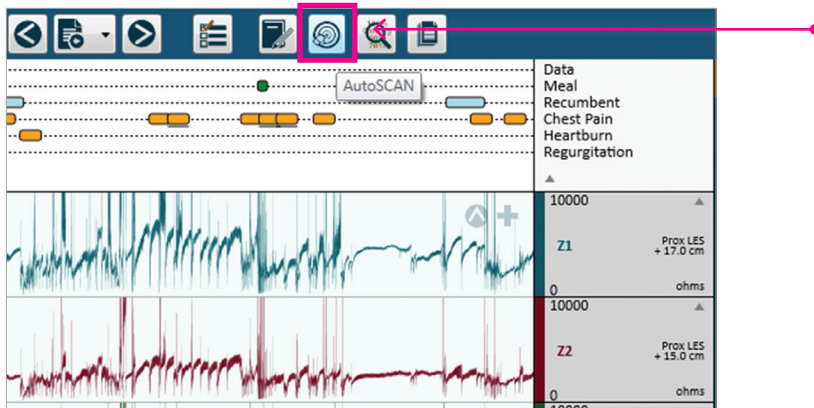 AutoSCAN
Data
Meal
Recumbent
Chest Pain
Heartburn
Regurgitation
10000
Z1
Prox LES
+ 17.0 cm
0
ohms
10000
Z2
Prox LES
+ 15.0 cm
0
ohms
10000